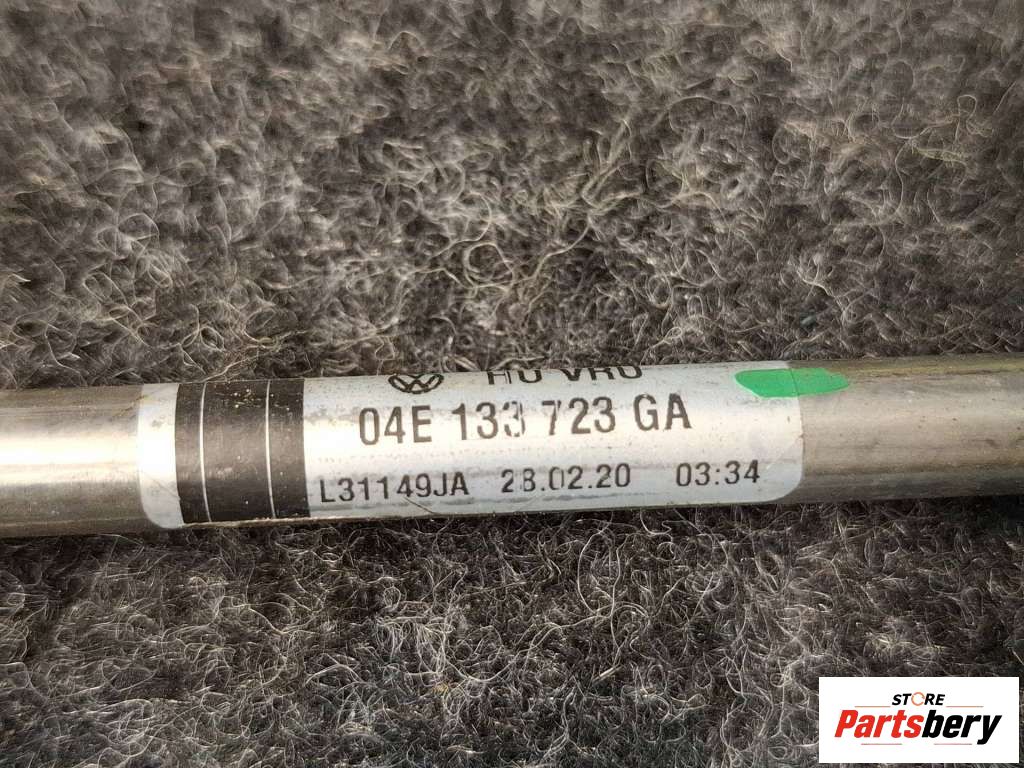 HU VRU
04E 133 723 GA
L31149JA 28.02.20 03:34
STORE
Partsbery